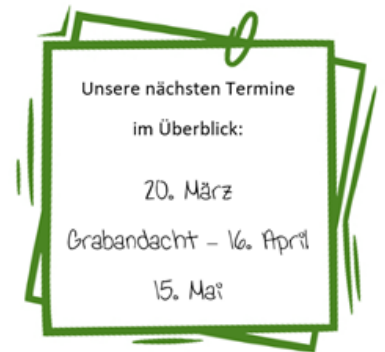 Unsere nächsten Termine
im Überblick:
20. März
Grabandacht – 16. April
15. Mai